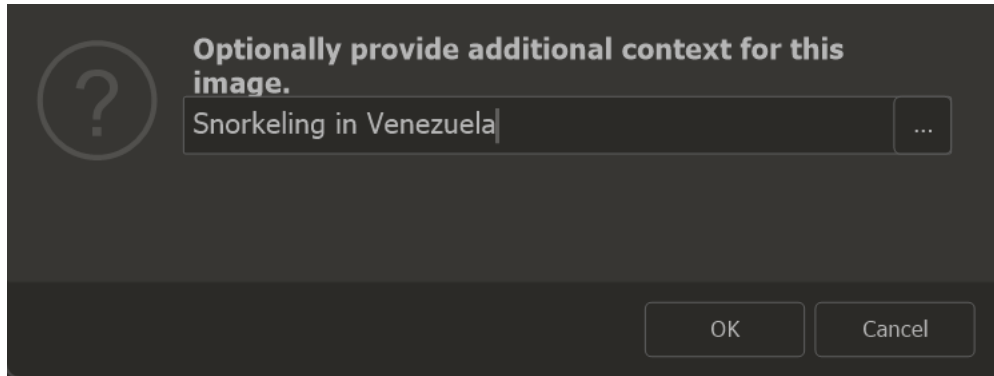 Optionally provide additional context for this
image.
Snorkeling in Venezuela
...
OK
Cancel